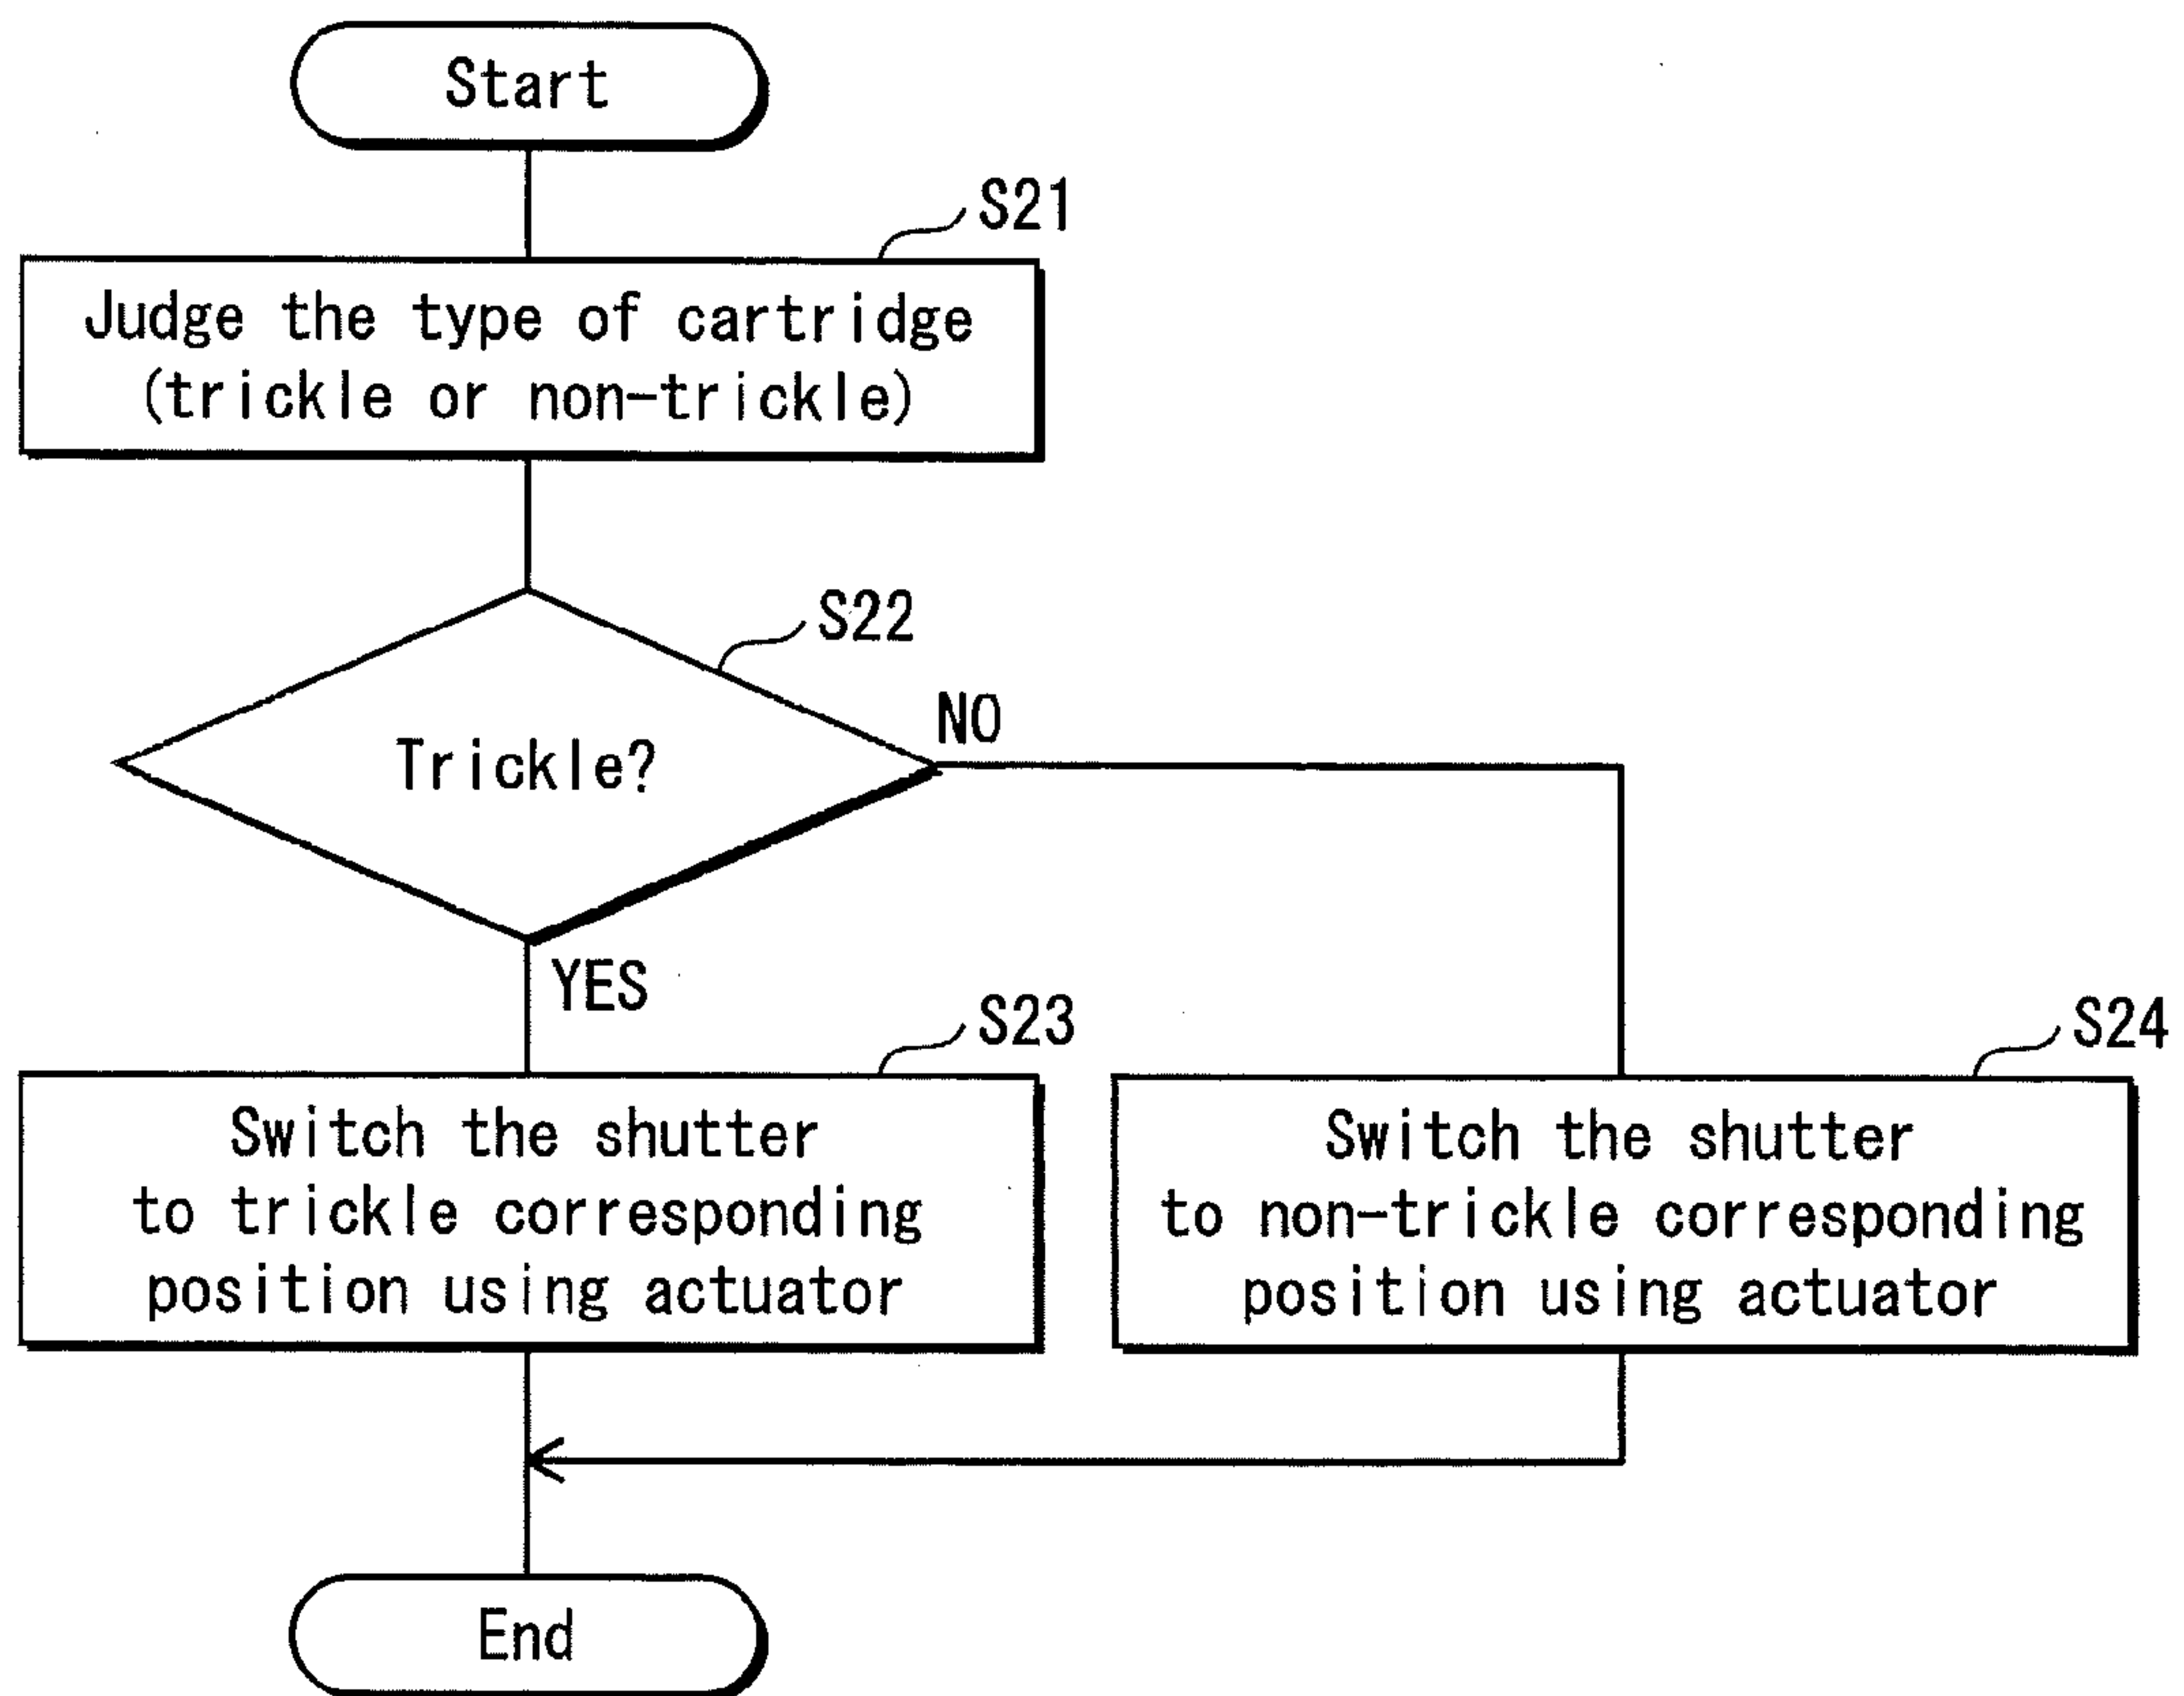 Start
S21
Judge the type of cartridge
(trickle or non-trickle)
S22
Trickle?
NO
YES
S23
Switch the shutter
to trickle corresponding
position using actuator
S24
Switch the shutter
to non-trickle corresponding
position using actuator
End